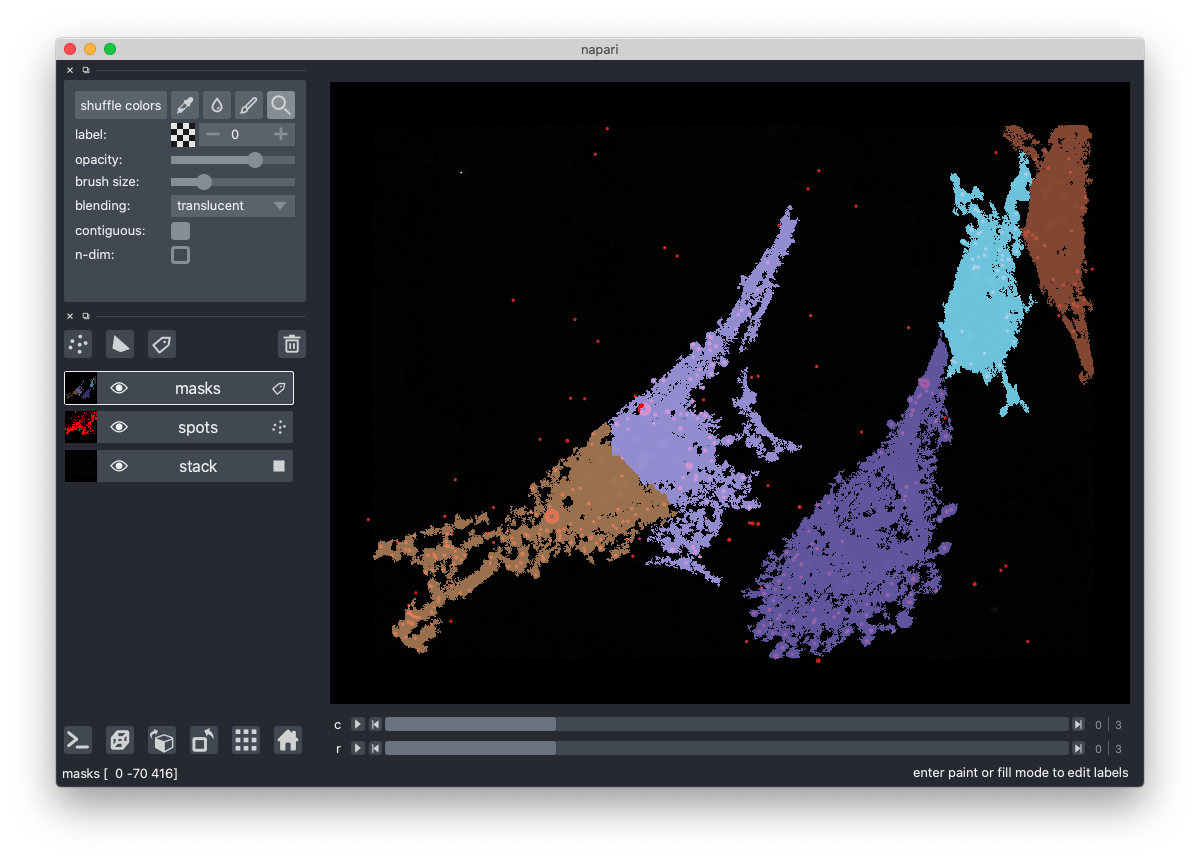 napari
shuffle colors
label: 0
opacity:
brush size:
blending: translucent
contiguous:
n-dim:
masks
spots
stack
c 0 | 3
r 0 | 3
masks [ 0 -70 416]
enter paint or fill mode to edit labels